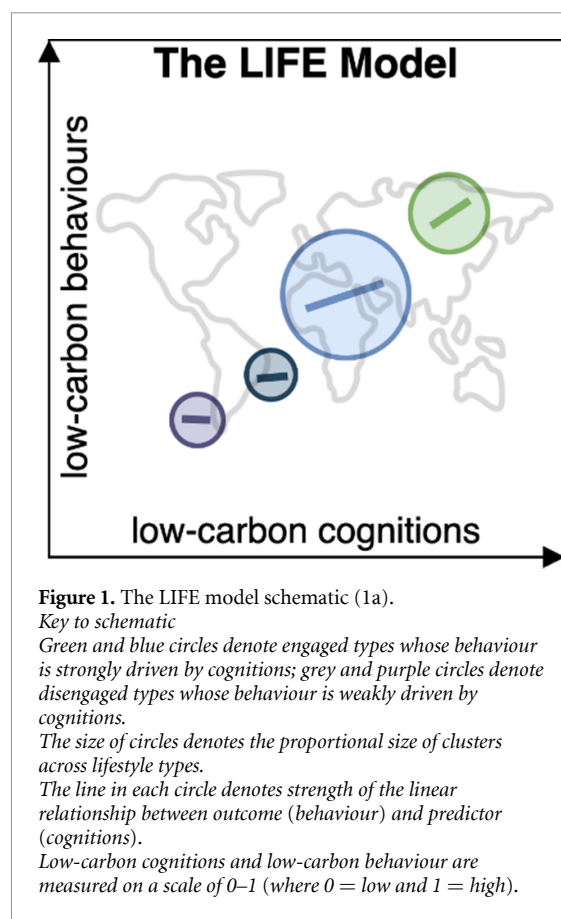 The LIFE Model
low-carbon behaviours
low-carbon cognitions
Figure 1. The LIFE model schematic (1a).
Key to schematic
Green and blue circles denote engaged types whose behaviour
is strongly driven by cognitions; grey and purple circles denote
disengaged types whose behaviour is weakly driven by
cognitions.
The size of circles denotes the proportional size of clusters
across lifestyle types.
The line in each circle denotes strength of the linear
relationship between outcome (behaviour) and predictor
(cognitions).
Low-carbon cognitions and low-carbon behaviour are
measured on a scale of 0–1 (where 0 = low and 1 = high).